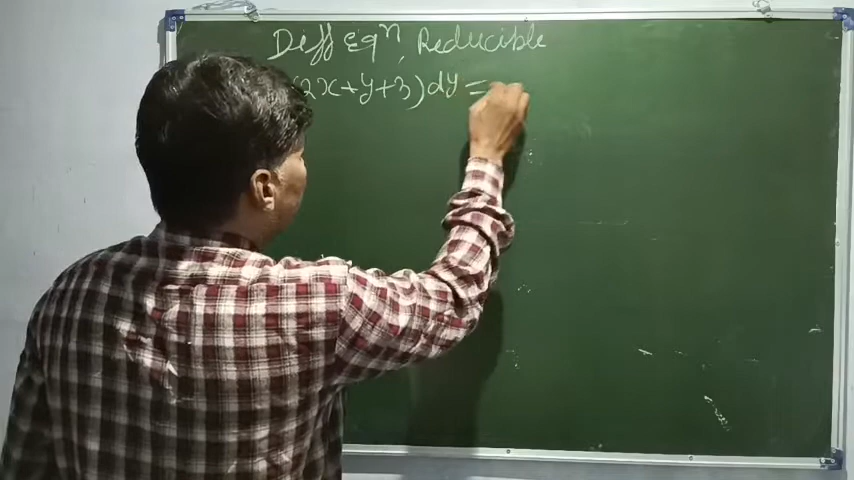 Diff Eqⁿ Reducible
(2x+y+3)dy =